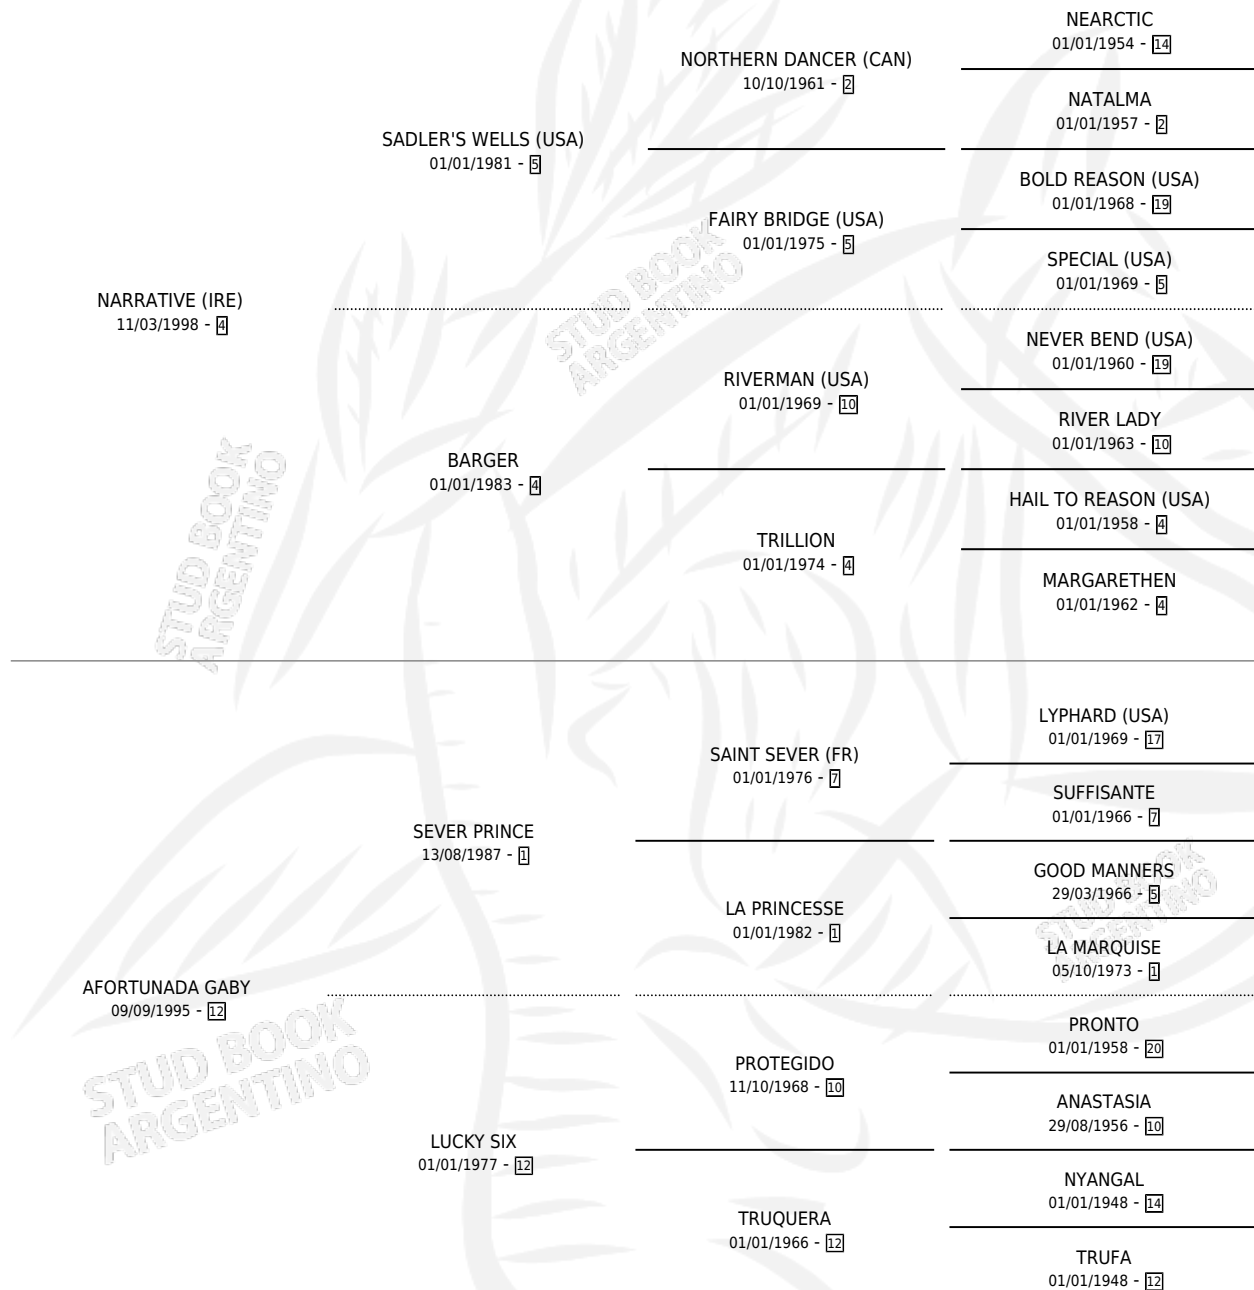 NEARCTIC
01/01/1954 - 14
NORTHERN DANCER (CAN)
10/10/1961 - 2
NATALMA
01/01/1957 - 2
SADLER'S WELLS (USA)
01/01/1981 - 5
BOLD REASON (USA)
01/01/1968 - 19
FAIRY BRIDGE (USA)
01/01/1975 - 5
SPECIAL (USA)
01/01/1969 - 5
NARRATIVE (IRE)
11/03/1998 - 4
NEVER BEND (USA)
01/01/1960 - 19
RIVERMAN (USA)
01/01/1969 - 10
RIVER LADY
01/01/1963 - 10
BARGER
01/01/1983 - 4
HAIL TO REASON (USA)
01/01/1958 - 4
TRILLION
01/01/1974 - 4
MARGARETHEN
01/01/1962 - 4
LYPHARD (USA)
01/01/1969 - 17
SAINT SEVER (FR)
01/01/1976 - 7
SUFFISANTE
01/01/1966 - 7
SEVER PRINCE
13/08/1987 - 1
GOOD MANNERS
29/03/1966 - 5
LA PRINCESSE
01/01/1982 - 1
LA MARQUISE
05/10/1973 - 1
AFORTUNADA GABY
09/09/1995 - 12
PRONTO
01/01/1958 - 20
PROTEGIDO
11/10/1968 - 10
ANASTASIA
29/08/1956 - 10
LUCKY SIX
01/01/1977 - 12
NYANGAL
01/01/1948 - 14
TRUQUERA
01/01/1966 - 12
TRUFA
01/01/1948 - 12
STUD BOOK
ARGENTINO
STUD BOOK
ARGENTINO
STUD BOOK
ARGENTINO
STUD BOOK
ARGENTINO